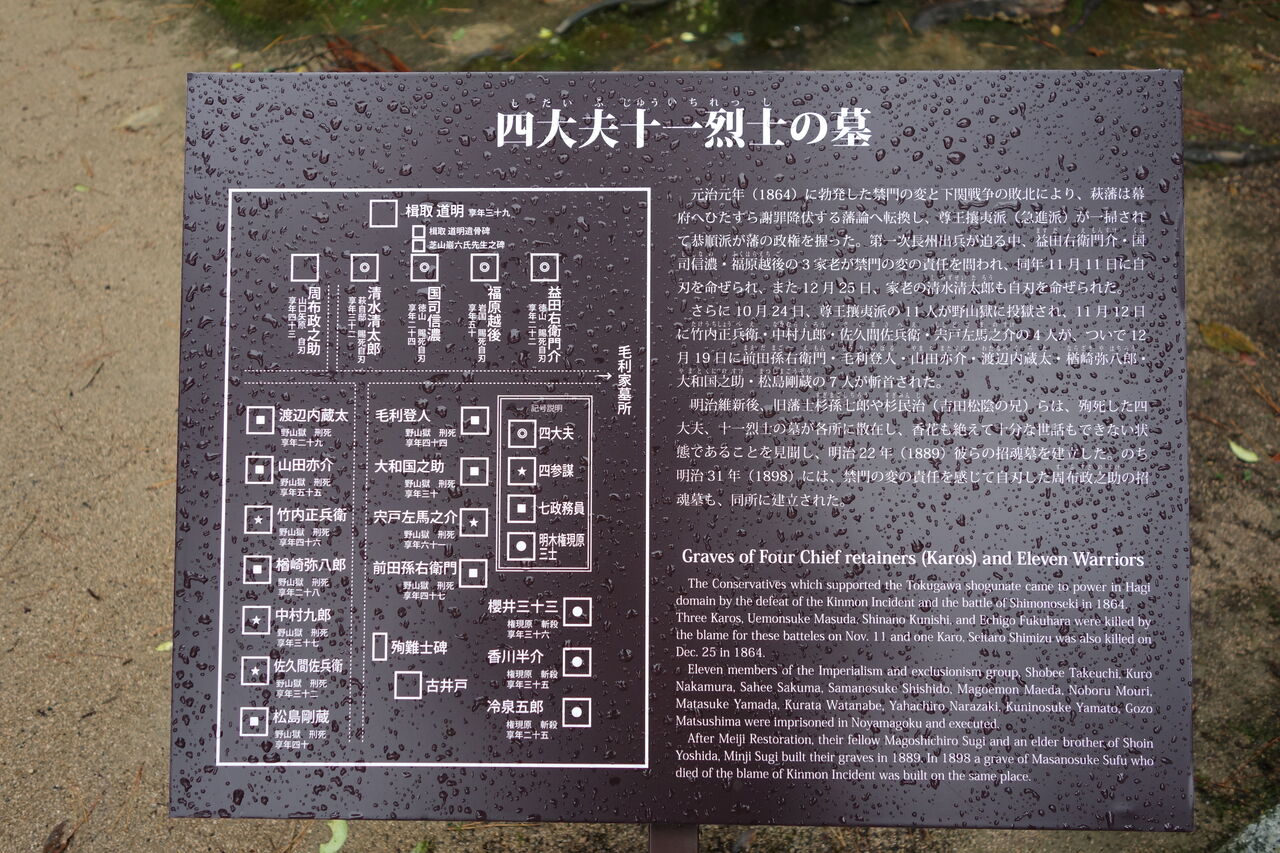 四大夫十一烈士の墓
楫取 道明 享年三十九
楫取 道明遺骨碑
芝山巌六氏先生之碑
周布政之助
山口矢原 自刃
享年四十二
清水清太郎
萩自邸 賜死自刃
享年二十二
国司信濃
徳山 賜死自刃
享年二十四
福原越後
岩国 賜死自刃
享年五十
益田右衛門介
徳山 賜死自刃
享年三十二
→ 毛利家墓所
渡辺内蔵太
野山獄 刑死
享年二十九
山田亦介
野山獄 刑死
享年五十五
竹内正兵衛
野山獄 刑死
享年四十六
楢崎弥八郎
野山獄 刑死
享年二十八
中村九郎
野山獄 刑死
享年三十七
佐久間佐兵衛
野山獄 刑死
享年三十二
松島剛蔵
野山獄 刑死
享年四十
毛利登人
野山獄 刑死
享年四十四
大和国之助
野山獄 刑死
享年三十
宍戸左馬之介
野山獄 刑死
享年六十一
前田孫右衛門
野山獄 刑死
享年四十七
殉難士碑
古井戸
記号説明
四大夫
四参謀
七政務員
明木権現原
三士
櫻井三十三
権現原 斬殺
享年三十六
香川半介
権現原 斬殺
享年三十五
冷泉五郎
権現原 斬殺
享年二十五
元治元年（1864）に勃発した禁門の変と下関戦争の敗北により、萩藩は幕
府へひたすら謝罪降伏する藩論へ転換し、尊王攘夷派（急進派）が一掃され
て恭順派が藩の政権を握った。第一次長州出兵が迫る中、益田右衛門介・国
司信濃・福原越後の3家老が禁門の変の責任を問われ、同年11月11日に自
刃を命ぜられ、また12月25日、家老の清水清太郎も自刃を命ぜられた。
さらに10月24日、尊王攘夷派の11人が野山獄に投獄され、11月12日
に竹内正兵衛・中村九郎・佐久間佐兵衛・宍戸左馬之介の4人が、ついで12
月19日に前田孫右衛門・毛利登人・山田亦介・渡辺内蔵太・楢崎弥八郎・
大和国之助・松島剛蔵の7人が斬首された。
明治維新後、旧藩士杉孫七郎や杉民治（吉田松陰の兄）らは、殉死した四
大夫、十一烈士の墓が各所に散在し、香花も絶えて十分な世話もできない状
態であることを見聞し、明治22年（1889）彼らの招魂墓を建立した。のち
明治31年（1898）には、禁門の変の責任を感じて自刃した周布政之助の招
魂墓も、同所に建立された。
Graves of Four Chief retainers (Karos) and Eleven Warriors
The Conservatives which supported the Tokugawa shogunate came to power in Hagi
domain by the defeat of the Kinmon Incident and the battle of Shimonoseki in 1864.
Three Karos, Uemonsuke Masuda, Shinano Kunishi, and Echigo Fukuhara were killed by
the blame for these batteles on Nov. 11 and one Karo, Seitaro Shimizu was also killed on
Dec. 25 in 1864.
Eleven members of the Imperialism and exclusionism group, Shobee Takeuchi, Kuro
Nakamura, Sahee Sakuma, Samanosuke Shishido, Magoemon Maeda, Noboru Mouri,
Matasuke Yamada, Kurata Watanabe, Yahachiro Narazaki, Kuninosuke Yamato, Gozo
Matsushima were imprisoned in Noyamagoku and executed.
After Meiji Restoration, their fellow Magoshichiro Sugi and an elder brother of Shoin
Yoshida, Minji Sugi built their graves in 1889. In 1898 a grave of Masanosuke Sufu who
died of the blame of Kinmon Incident was built on the same place.